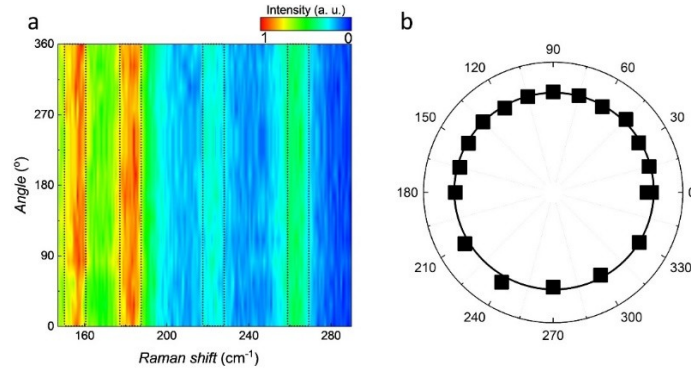 a
Intensity (a. u.)
1 0
360
270
180
90
0
Angle (º)
160 200 240 280
Raman shift (cm⁻¹)
b
90
120 60
150 30
180 0
210 330
240 300
270